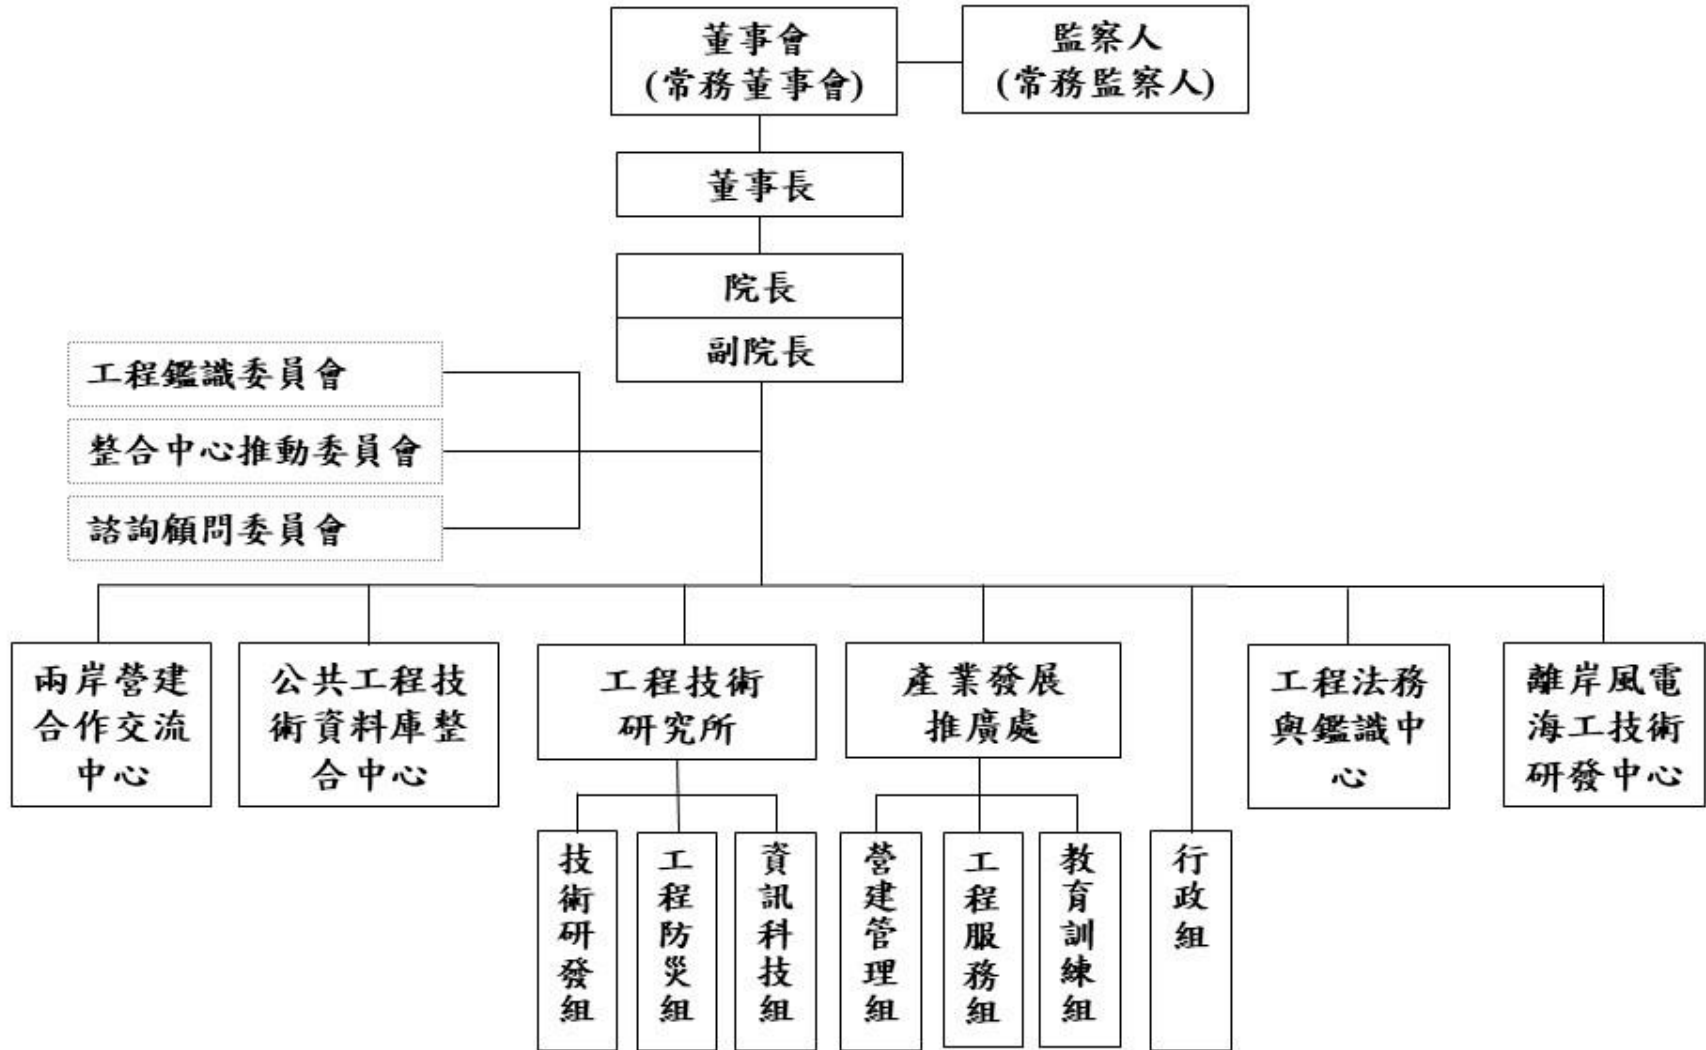 董事會
(常務董事會)
監察人
(常務監察人)
董事長
院長
副院長
工程鑑識委員會
整合中心推動委員會
諮詢顧問委員會
兩岸營建
合作交流
中心
公共工程技
術資料庫整
合中心
工程技術
研究所
產業發展
推廣處
工程法務
與鑑識中
心
離岸風電
海工技術
研發中心
技術研發組
工程防災組
資訊科技組
營建管理組
工程服務組
教育訓練組
行政組